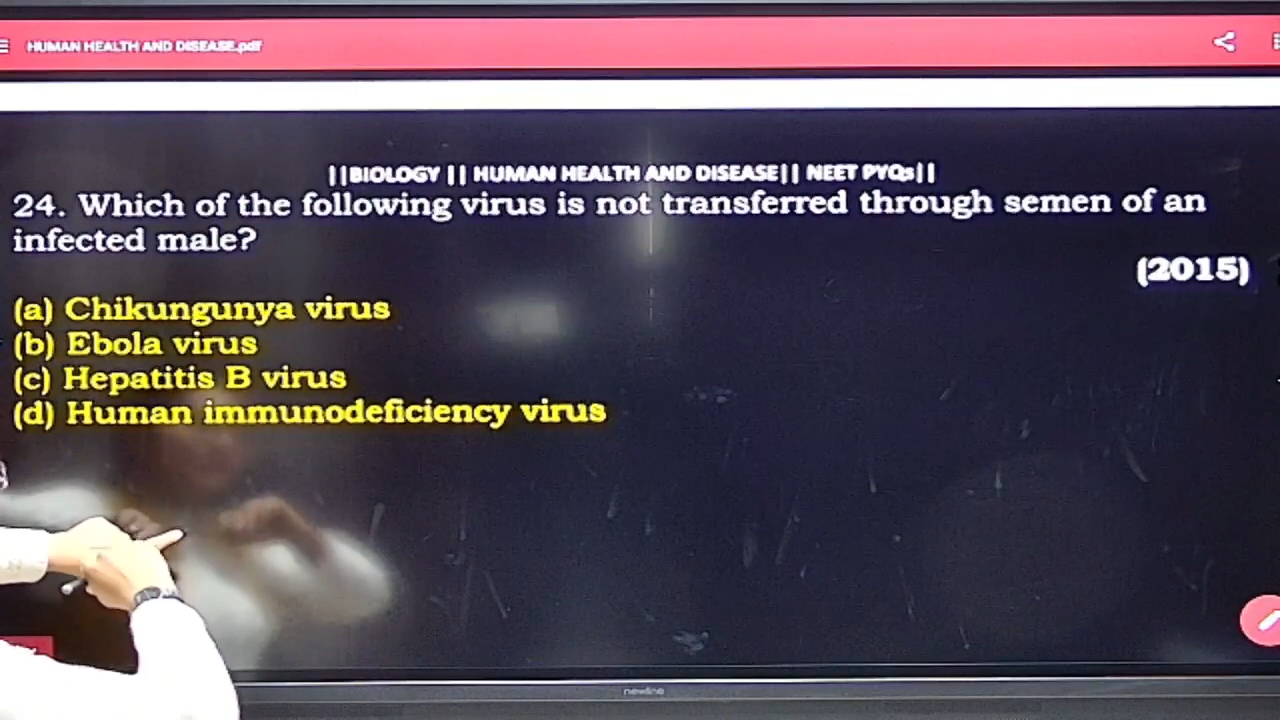 HUMAN HEALTH AND DISEASE.pdf
||BIOLOGY || HUMAN HEALTH AND DISEASE|| NEET PYQs||
24. Which of the following virus is not transferred through semen of an
infected male?
(2015)
(a) Chikungunya virus
(b) Ebola virus
(c) Hepatitis B virus
(d) Human immunodeficiency virus
newline